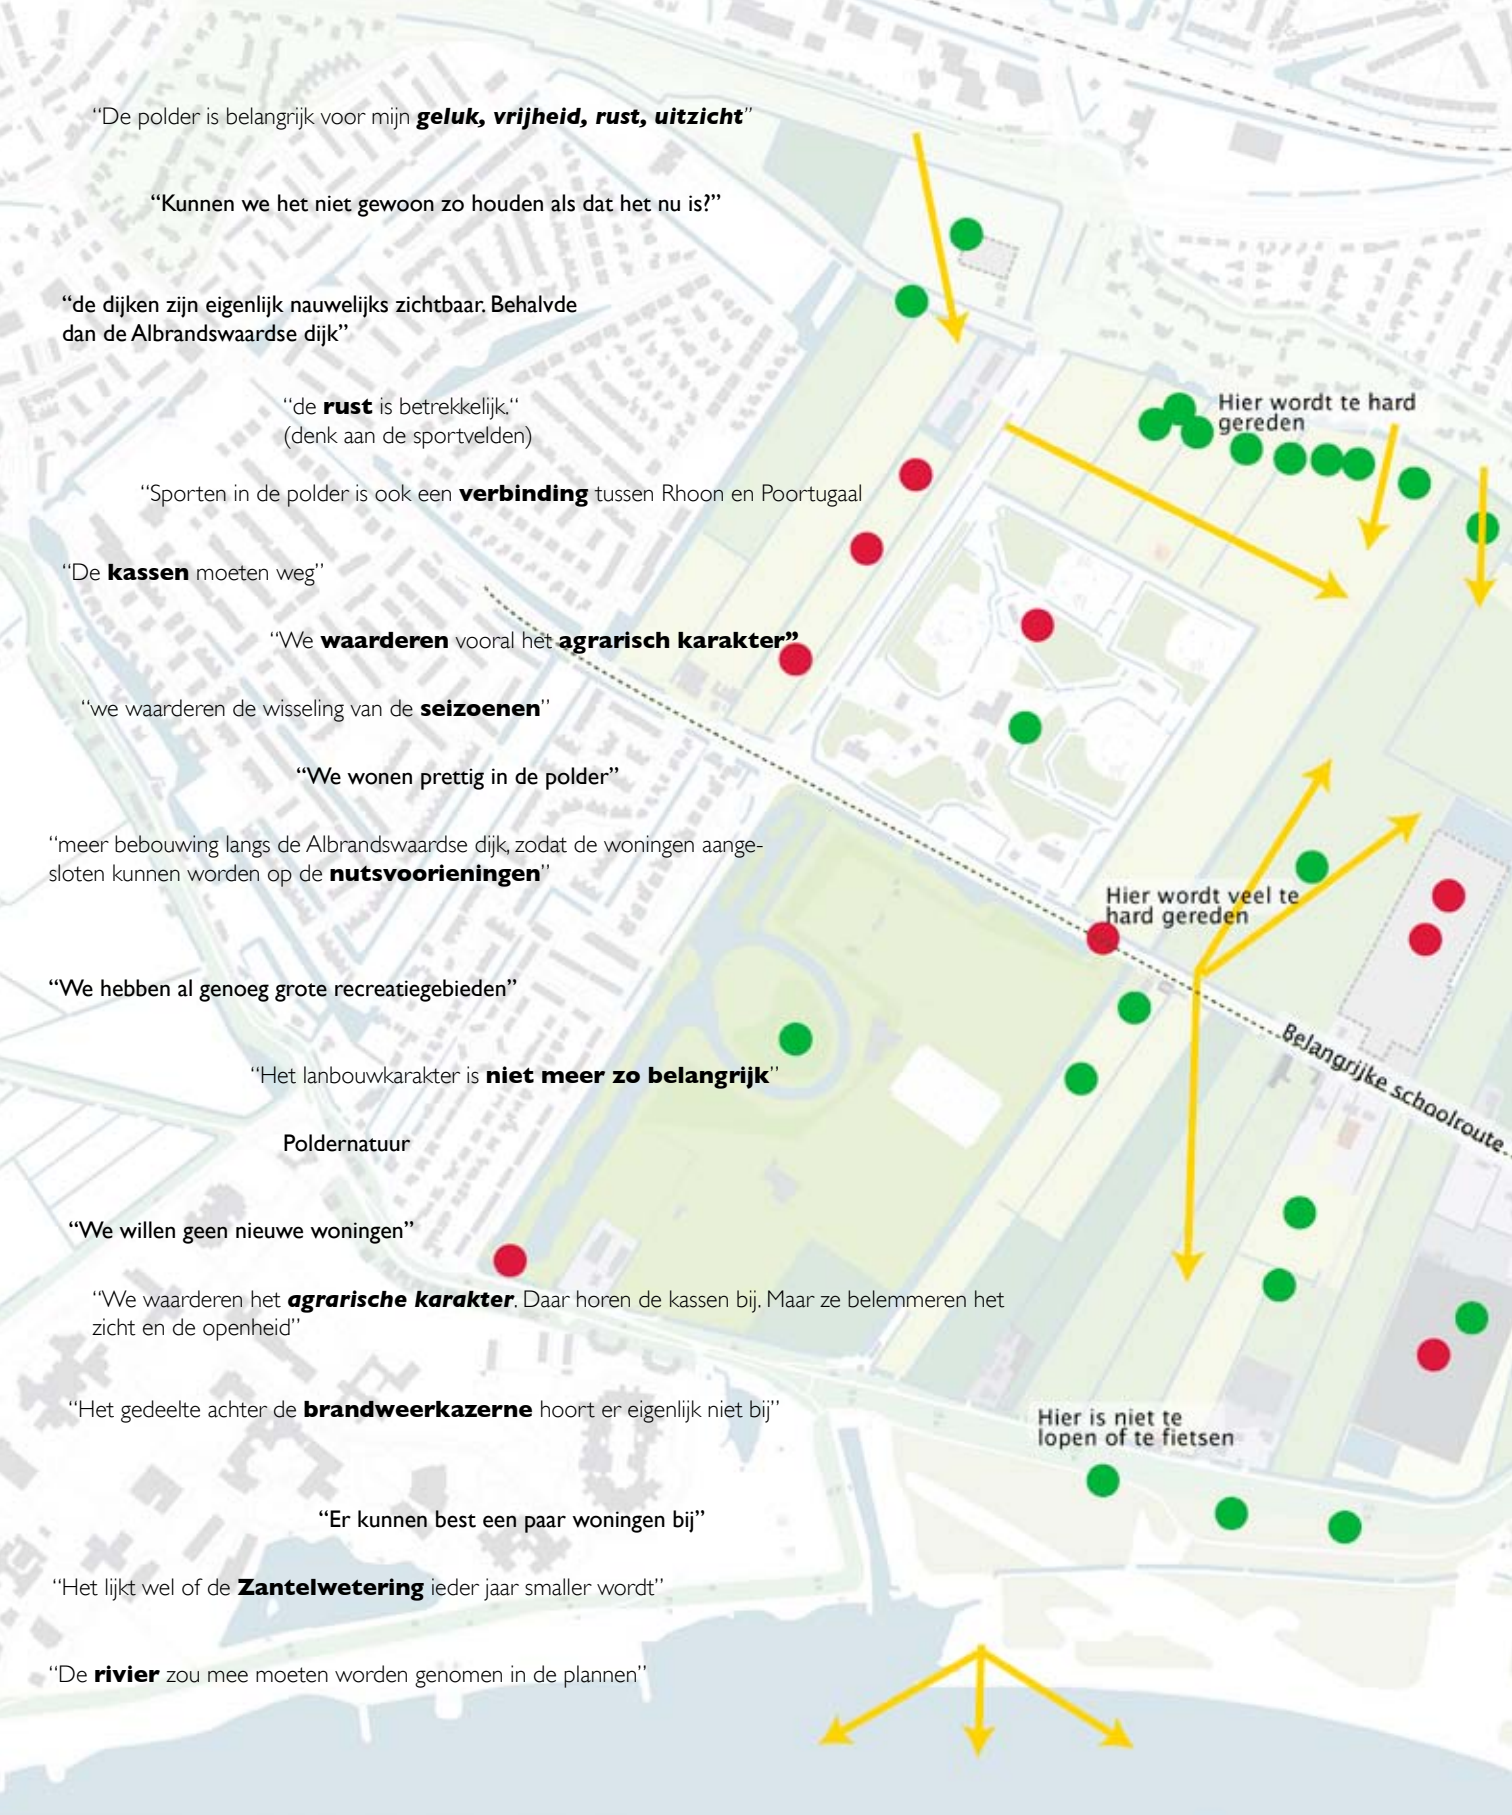 “De polder is belangrijk voor mijn geluk, vrijheid, rust, uitzicht”
“Kunnen we het niet gewoon zo houden als dat het nu is?”
“de dijken zijn eigenlijk nauwelijks zichtbaar. Behalvde
dan de Albrandswaardse dijk”
“de rust is betrekkelijk.“
(denk aan de sportvelden)
Hier wordt te hard
gereden
“Sporten in de polder is ook een verbinding tussen Rhoon en Poortugaal
“De kassen moeten weg”
“We waarderen vooral het agrarisch karakter”
“we waarderen de wisseling van de seizoenen”
“We wonen prettig in de polder”
“meer bebouwing langs de Albrandswaardse dijk, zodat de woningen aange-
sloten kunnen worden op de nutsvoorieningen”
Hier wordt veel te
hard gereden
“We hebben al genoeg grote recreatiegebieden”
Belangrijke schoolroute
“Het lanbouwkarakter is niet meer zo belangrijk”
Poldernatuur
“We willen geen nieuwe woningen”
“We waarderen het agrarische karakter. Daar horen de kassen bij. Maar ze belemmeren het
zicht en de openheid”
“Het gedeelte achter de brandweerkazerne hoort er eigenlijk niet bij”
Hier is niet te
lopen of te fietsen
“Er kunnen best een paar woningen bij”
“Het lijkt wel of de Zantelwetering ieder jaar smaller wordt”
“De rivier zou mee moeten worden genomen in de plannen”